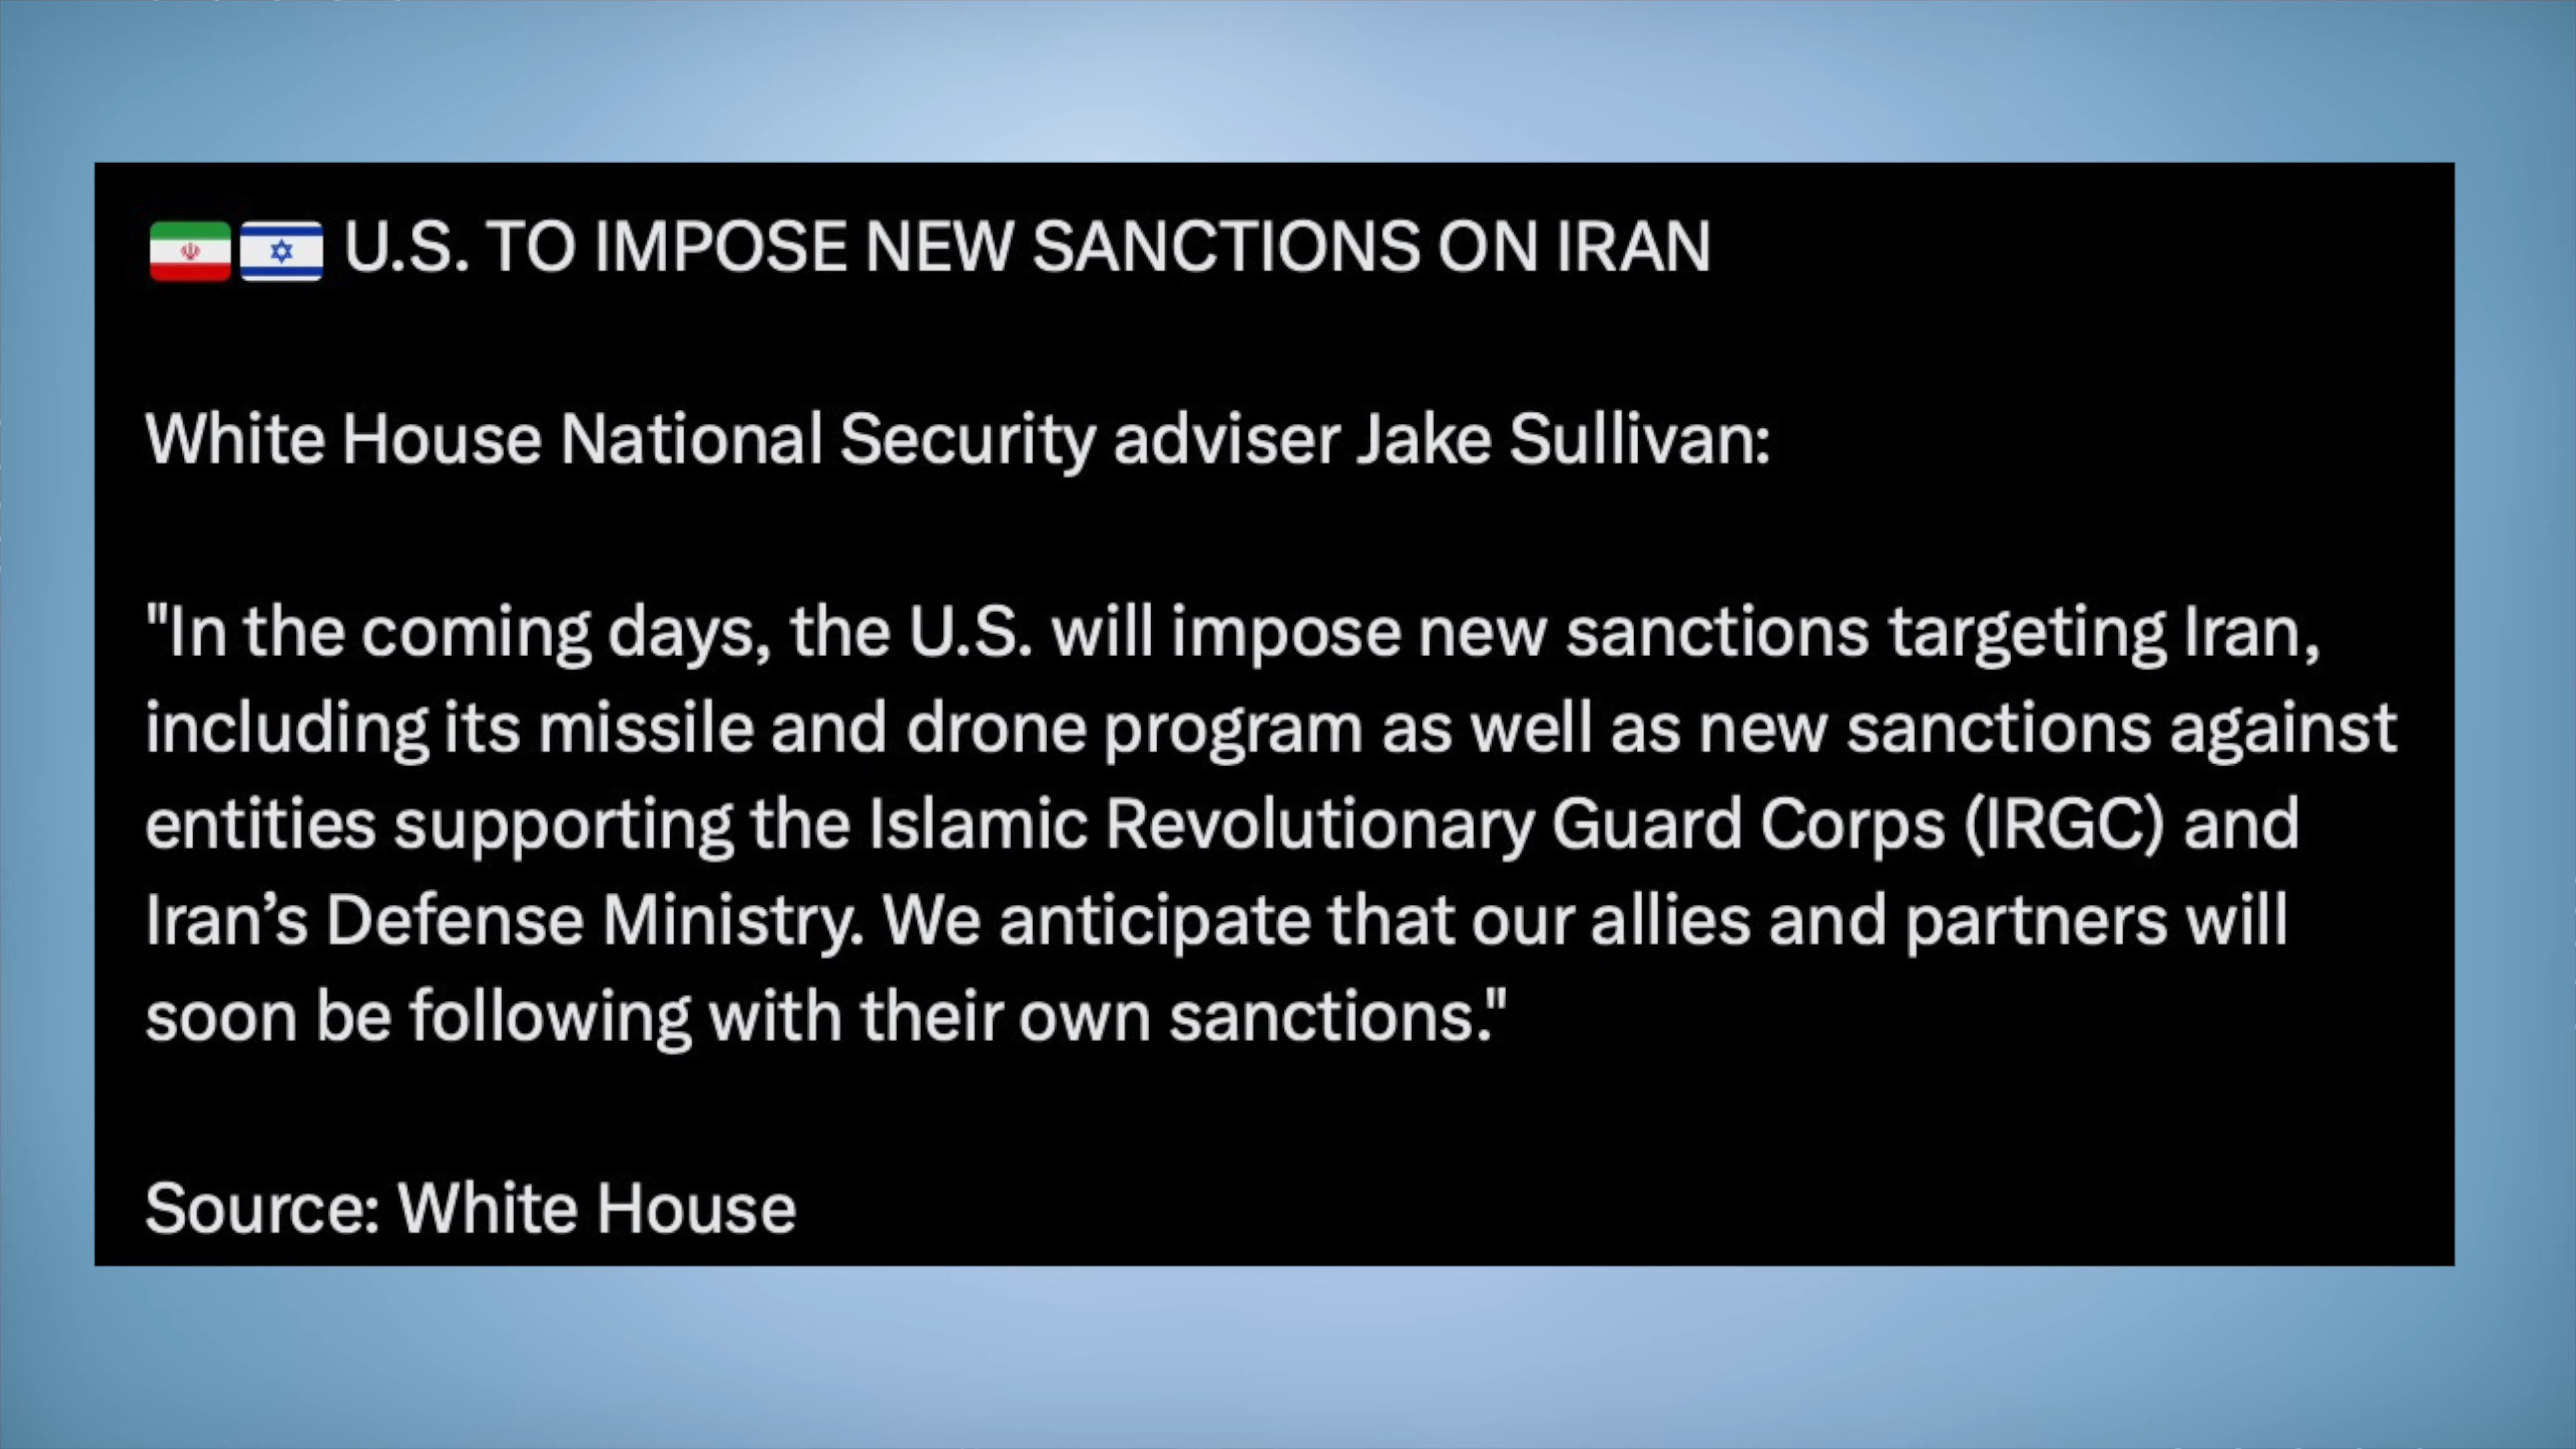 🇮🇷🇮🇱 U.S. TO IMPOSE NEW SANCTIONS ON IRAN
White House National Security adviser Jake Sullivan:
"In the coming days, the U.S. will impose new sanctions targeting Iran,
including its missile and drone program as well as new sanctions against
entities supporting the Islamic Revolutionary Guard Corps (IRGC) and
Iran’s Defense Ministry. We anticipate that our allies and partners will
soon be following with their own sanctions."
Source: White House